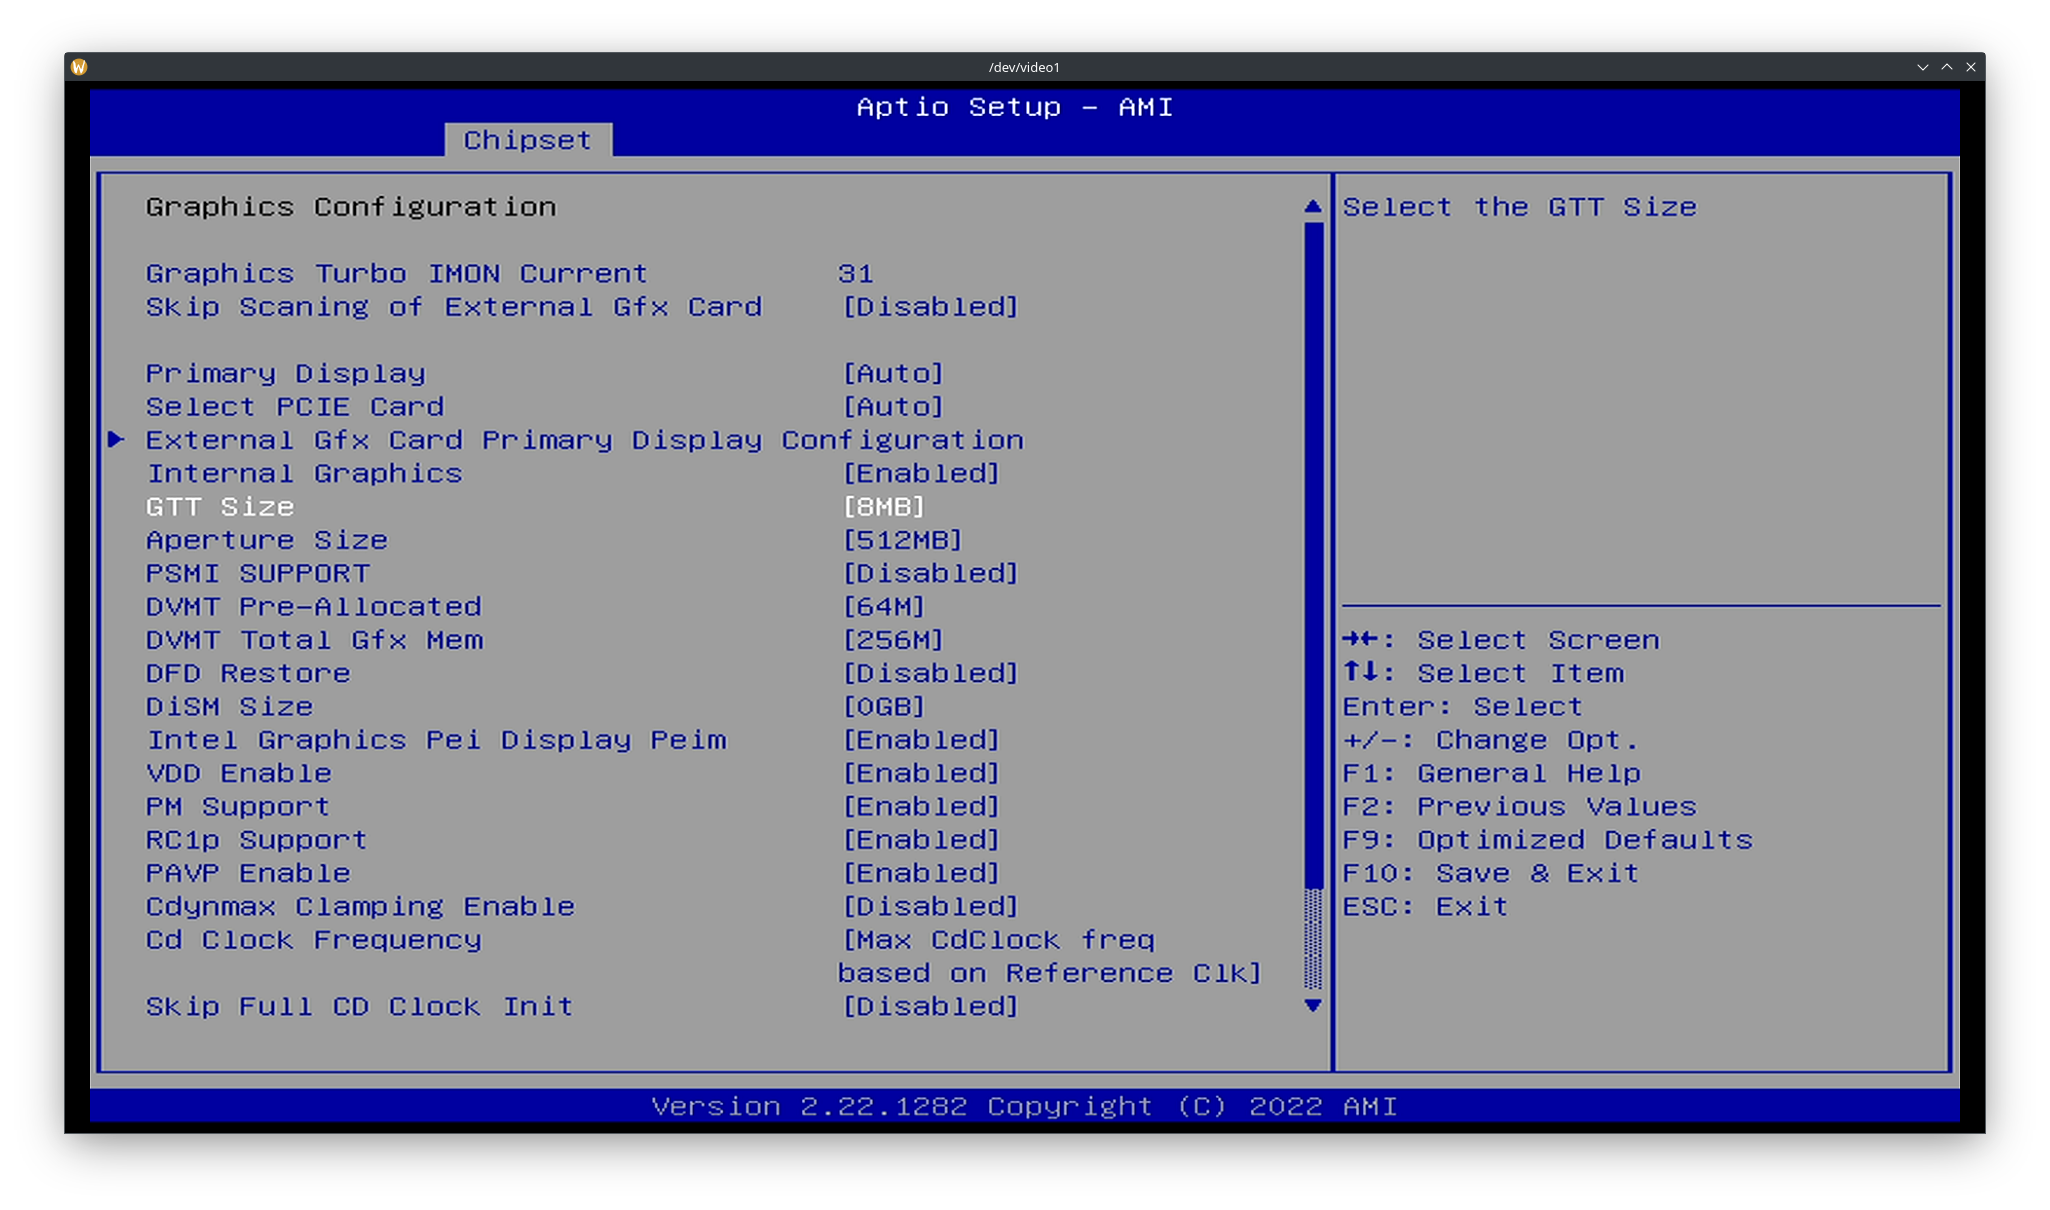 /dev/video1
Aptio Setup - AMI
Chipset
Graphics Configuration
Graphics Turbo IMON Current 31
Skip Scaning of External Gfx Card [Disabled]
Primary Display [Auto]
Select PCIE Card [Auto]
External Gfx Card Primary Display Configuration
Internal Graphics [Enabled]
GTT Size [8MB]
Aperture Size [512MB]
PSMI SUPPORT [Disabled]
DVMT Pre-Allocated [64M]
DVMT Total Gfx Mem [256M]
DFD Restore [Disabled]
DiSM Size [0GB]
Intel Graphics Pei Display Peim [Enabled]
VDD Enable [Enabled]
PM Support [Enabled]
RC1p Support [Enabled]
PAVP Enable [Enabled]
Cdynmax Clamping Enable [Disabled]
Cd Clock Frequency [Max CdClock freq
based on Reference Clk]
Skip Full CD Clock Init [Disabled]
Select the GTT Size
→←: Select Screen
↑↓: Select Item
Enter: Select
+/-: Change Opt.
F1: General Help
F2: Previous Values
F9: Optimized Defaults
F10: Save & Exit
ESC: Exit
Version 2.22.1282 Copyright (C) 2022 AMI